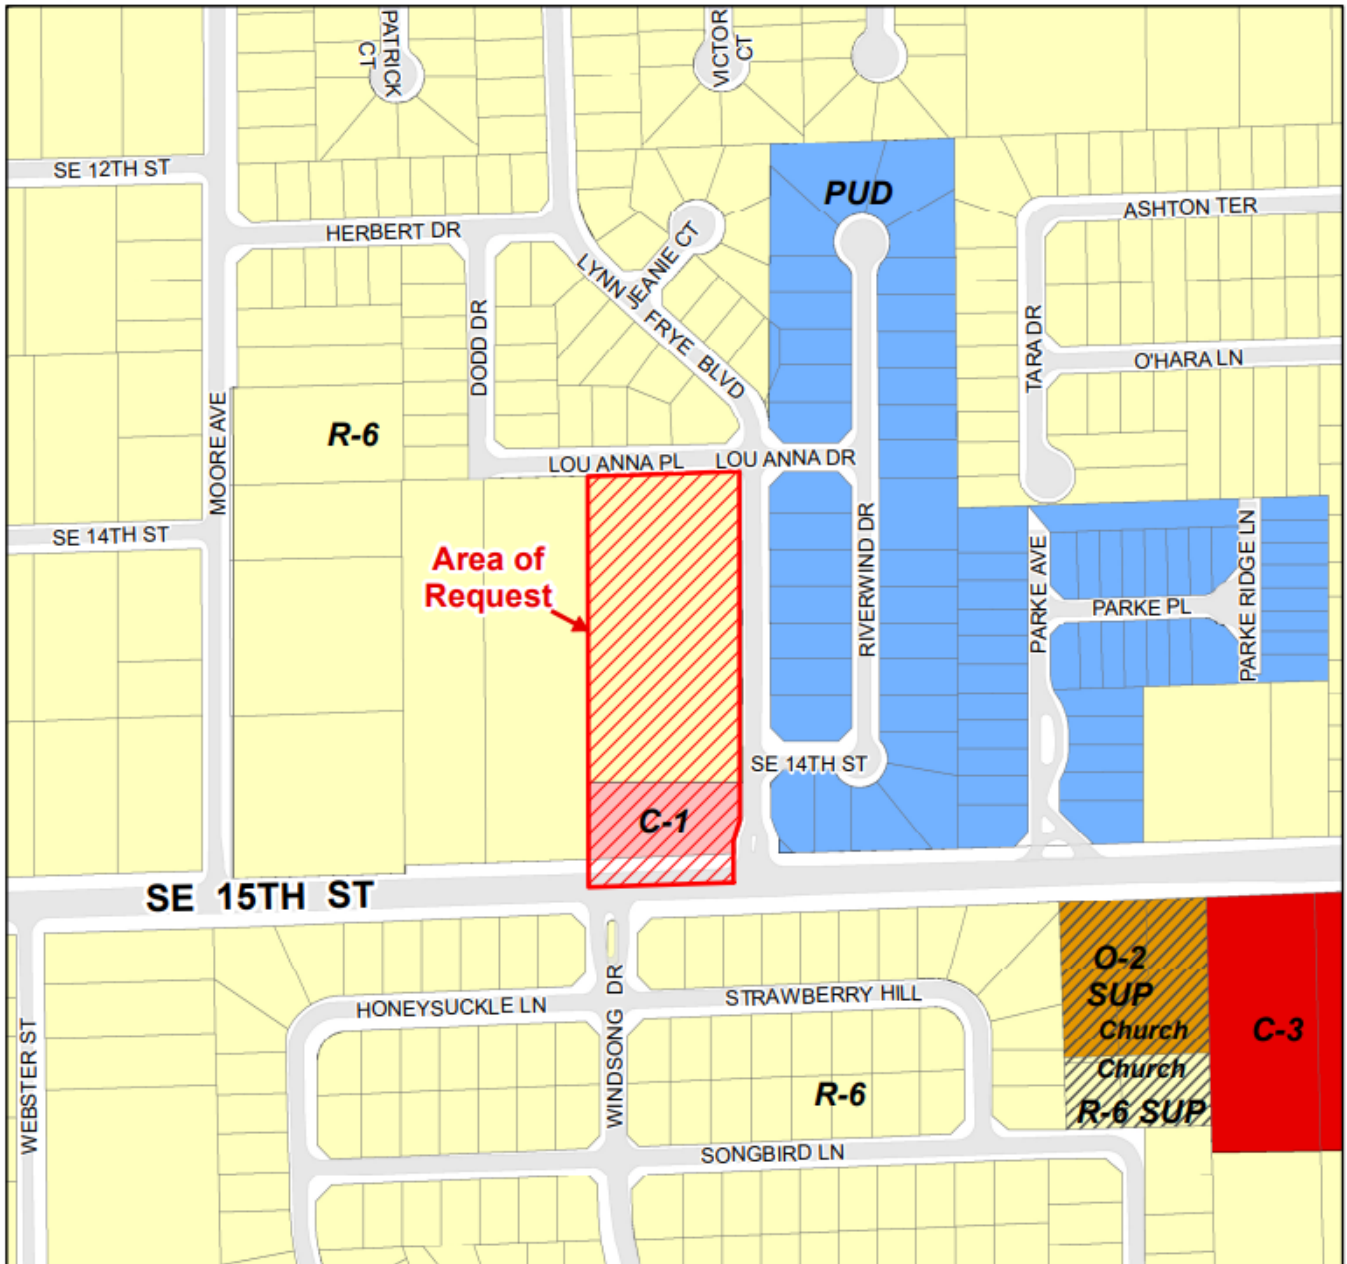 PATRICK
CT
VICTOR
CT
SE 12TH ST
PUD
ASHTON TER
HERBERT DR
JEANIE CT
LYNN FRYE BLVD
DODD DR
TARA DR
O'HARA LN
MOORE AVE
R-6
LOU ANNA PL
LOU ANNA DR
SE 14TH ST
RIVERWIND DR
PARKE AVE
PARKE RIDGE LN
Area of
Request
PARKE PL
SE 14TH ST
C-1
SE 15TH ST
O-2
SUP
Church
Church
R-6 SUP
C-3
HONEYSUCKLE LN
WINDSONG DR
STRAWBERRY HILL
WEBSTER ST
R-6
SONGBIRD LN